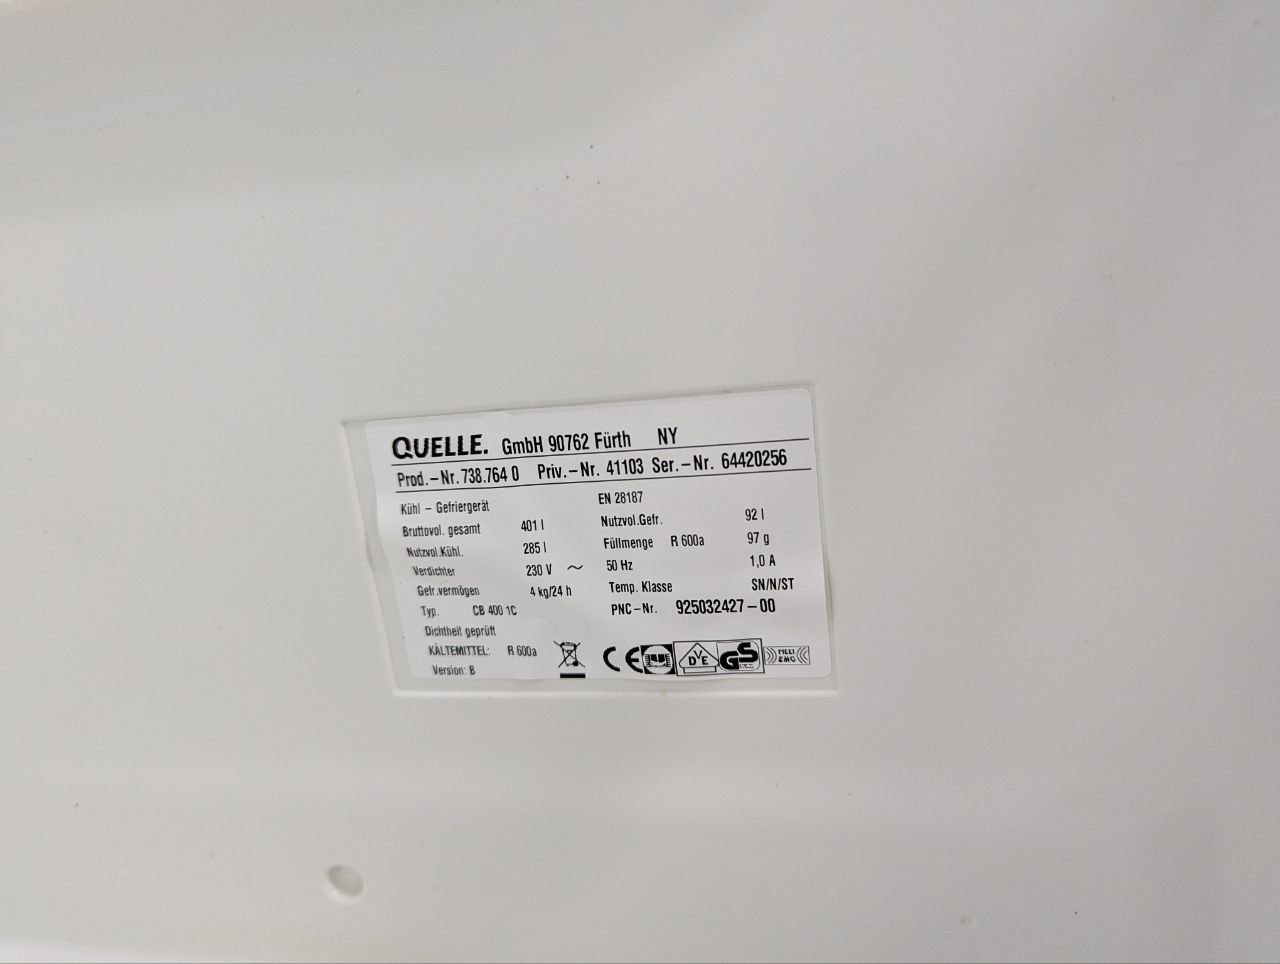 QUELLE. GmbH 90762 Fürth NY
Prod.-Nr. 738.764 0 Priv.-Nr. 41103 Ser.-Nr. 64420256
Kühl - Gefriergerät EN 28187
Bruttovol. gesamt 401 l Nutzvol.Gefr. 92 l
Nutzvol.Kühl. 285 l Füllmenge R 600a 97 g
Verdichter 230 V ~ 50 Hz 1,0 A
Gefr.vermögen 4 kg/24 h Temp. Klasse SN/N/ST
Typ. CB 400 1C PNC-Nr. 925032427-00
Dichtheit geprüft
KÄLTEMITTEL: R 600a
Version: B
CE DVE GS EMC